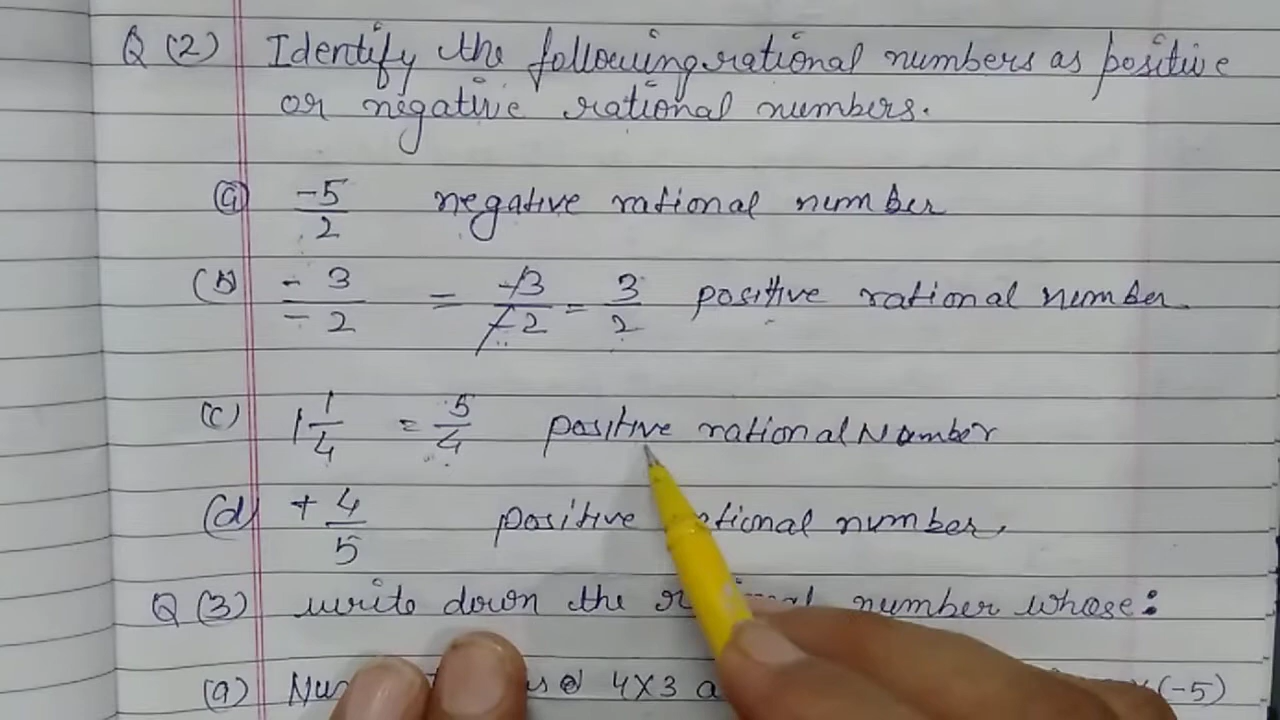 Q (2) Identify the following rational numbers as positive
or negative rational numbers.
(a) -5/2 negative rational number
(b) -3/-2 = -3/-2 = 3/2 positive rational number.
(c) 1 1/4 = 5/4 positive rational Number
(d) + 4/5 positive rational number.
Q (3) write down the number whose:
(a) 4X3 (-5)